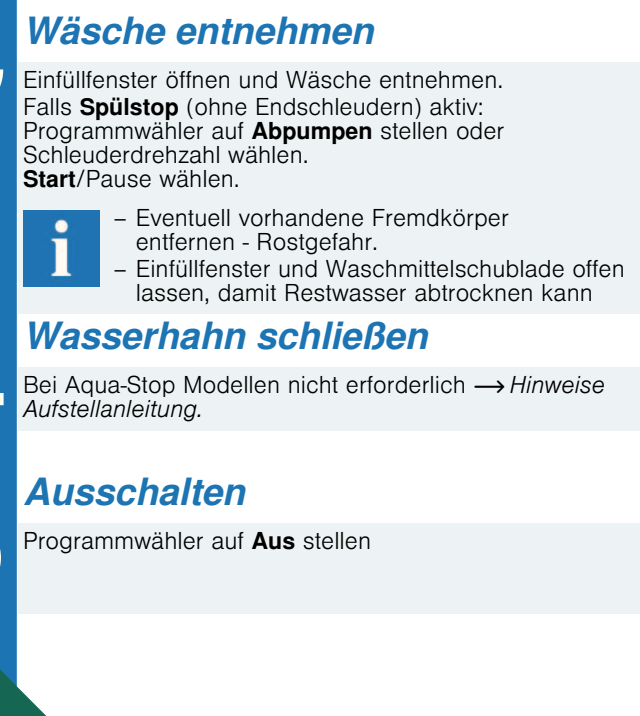 Wäsche entnehmen
Einfüllfenster öffnen und Wäsche entnehmen.
Falls Spülstop (ohne Endschleudern) aktiv:
Programmwähler auf Abpumpen stellen oder
Schleuderdrehzahl wählen.
Start/Pause wählen.
i
– Eventuell vorhandene Fremdkörper
entfernen - Rostgefahr.
– Einfüllfenster und Waschmittelschublade offen
lassen, damit Restwasser abtrocknen kann
Wasserhahn schließen
Bei Aqua-Stop Modellen nicht erforderlich → Hinweise
Aufstellanleitung.
Ausschalten
Programmwähler auf Aus stellen